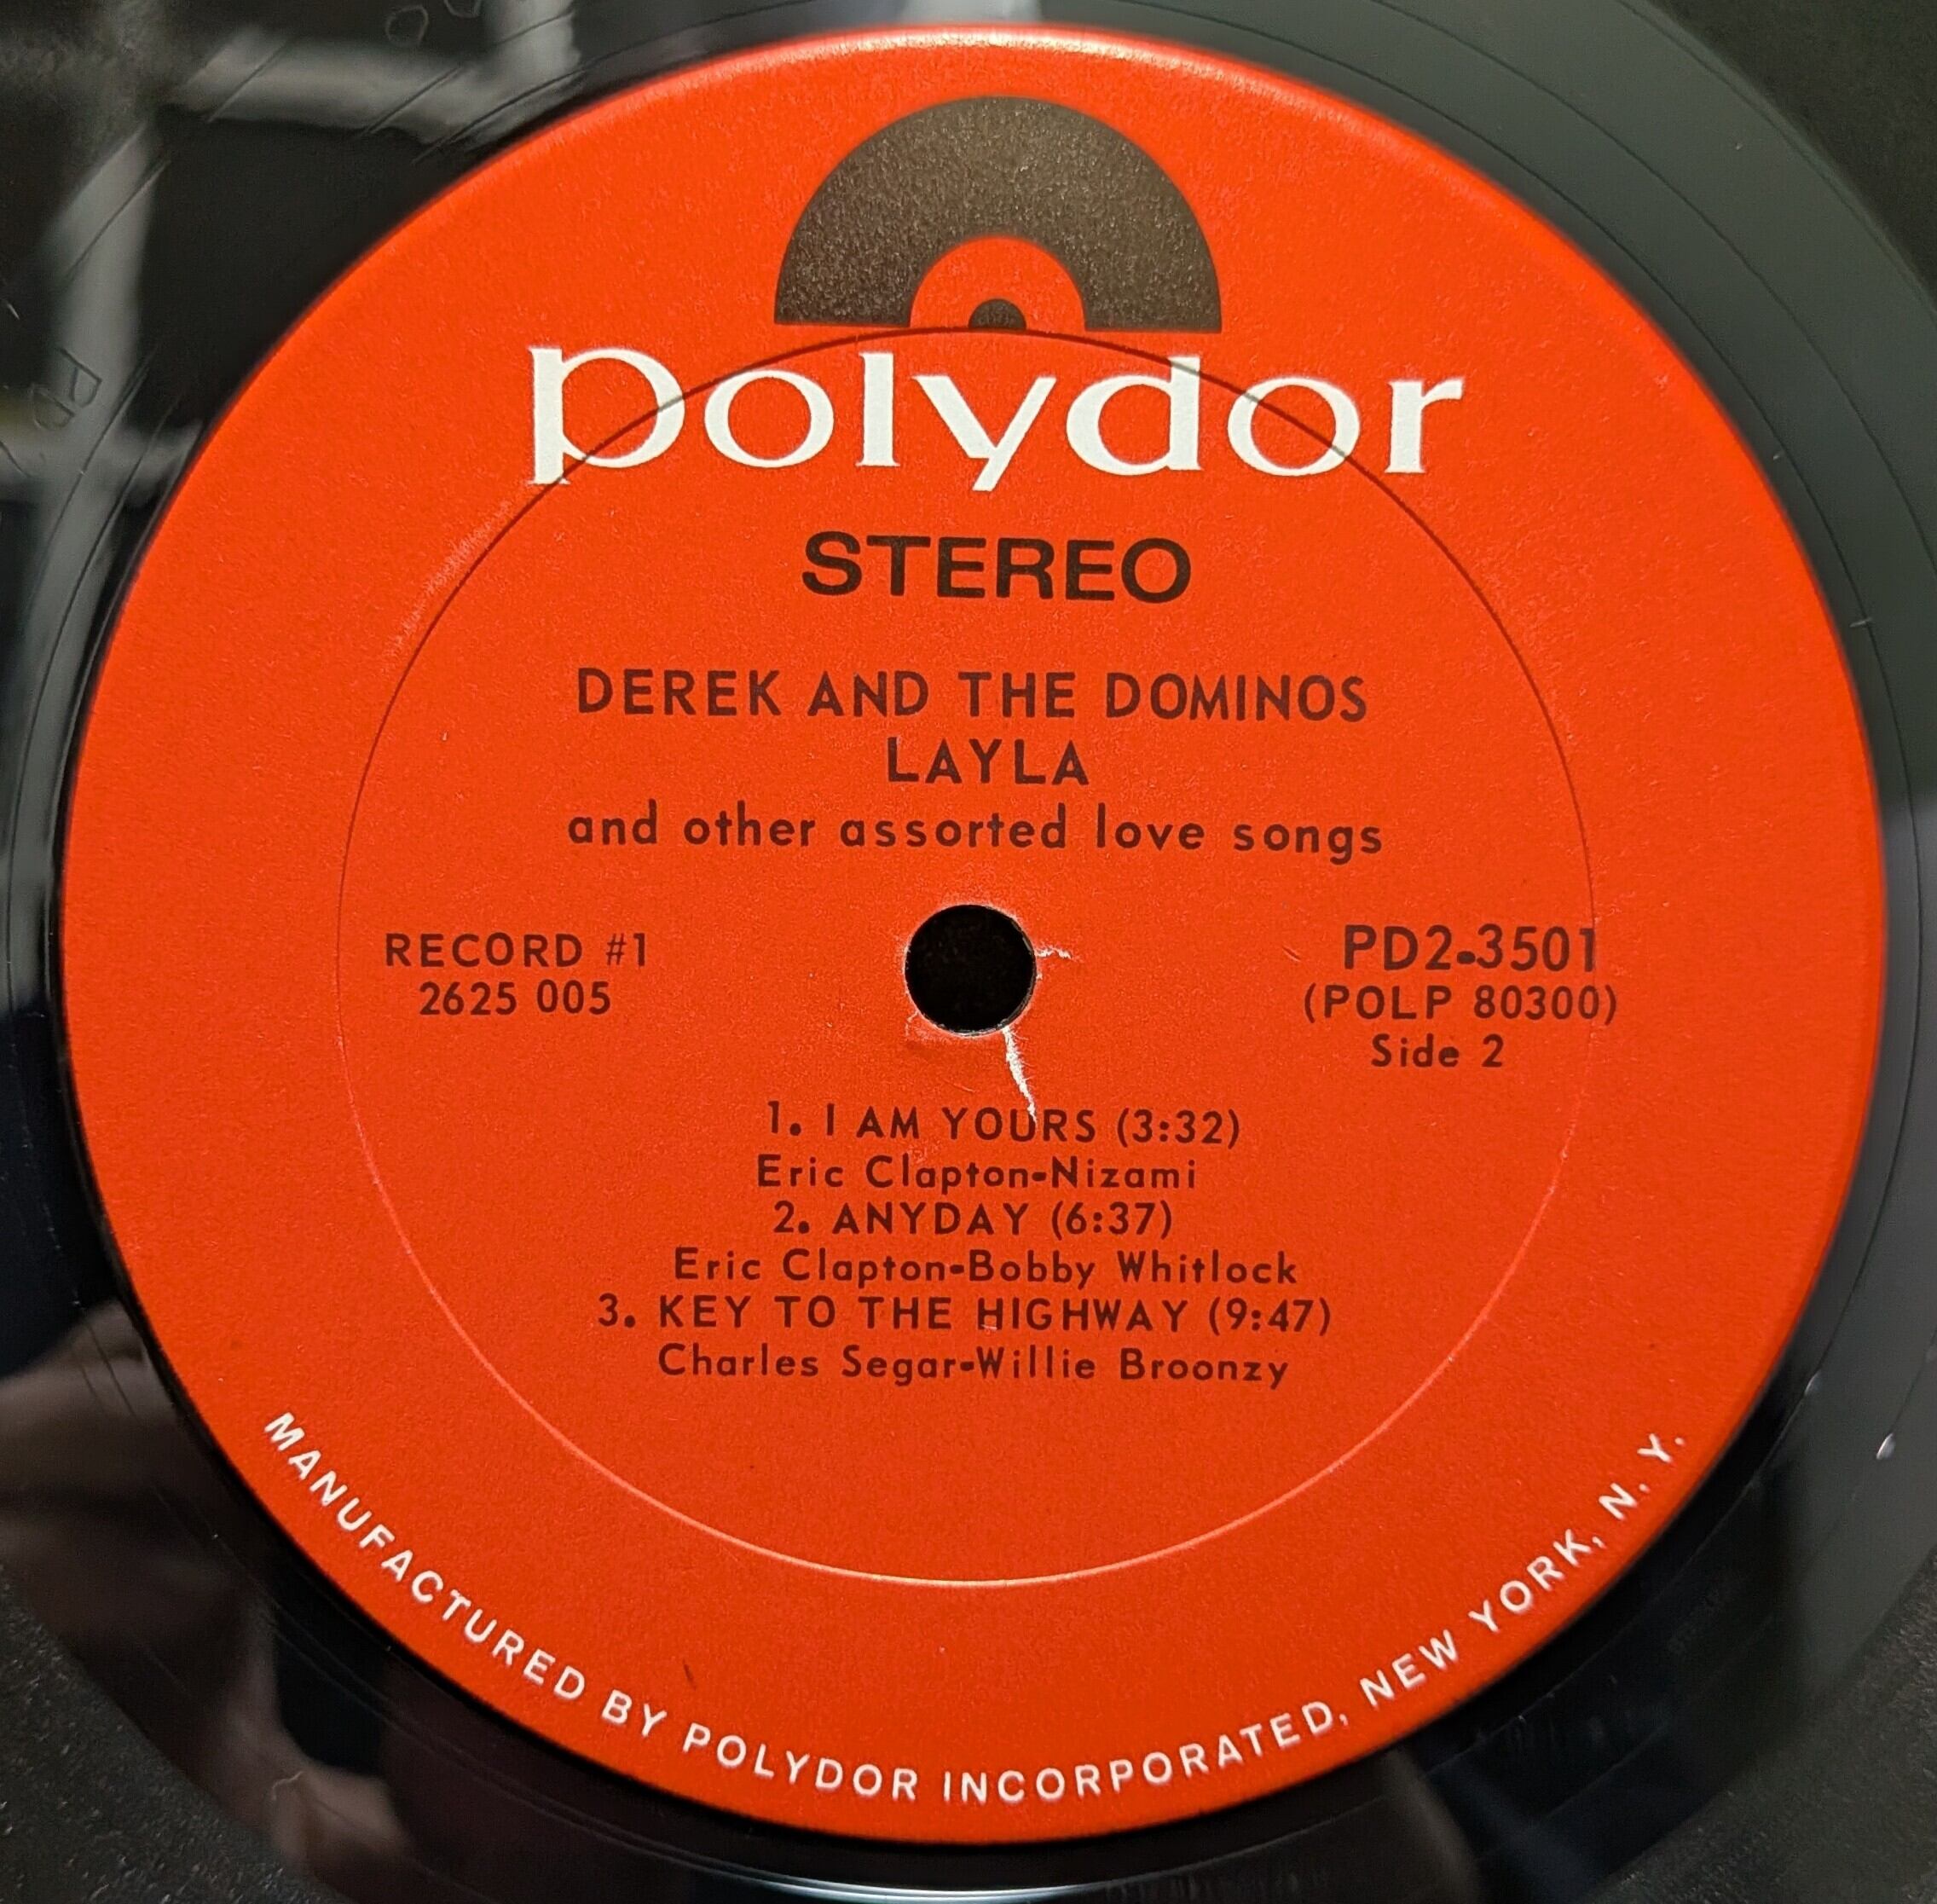 polydor
STEREO
DEREK AND THE DOMINOS
LAYLA
and other assorted love songs
RECORD #1
2625 005
PD2-3501
(POLP 80300)
Side 2
1. I AM YOURS (3:32)
Eric Clapton-Nizami
2. ANYDAY (6:37)
Eric Clapton-Bobby Whitlock
3. KEY TO THE HIGHWAY (9:47)
Charles Segar-Willie Broonzy
MANUFACTURED BY POLYDOR INCORPORATED, NEW YORK, N. Y.